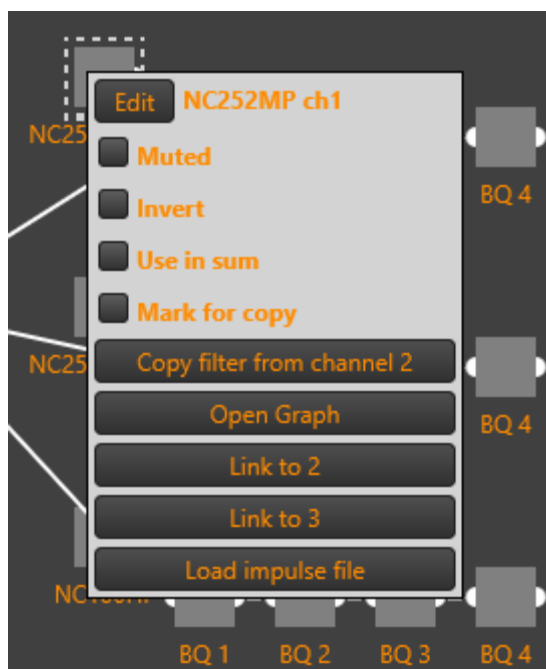 Edit NC252MP ch1
NC25
Muted
BQ 4
Invert
Use in sum
Mark for copy
NC25
Copy filter from channel 2
Open Graph
BQ 4
Link to 2
Link to 3
Load impulse file
BQ 1 BQ 2 BQ 3 BQ 4